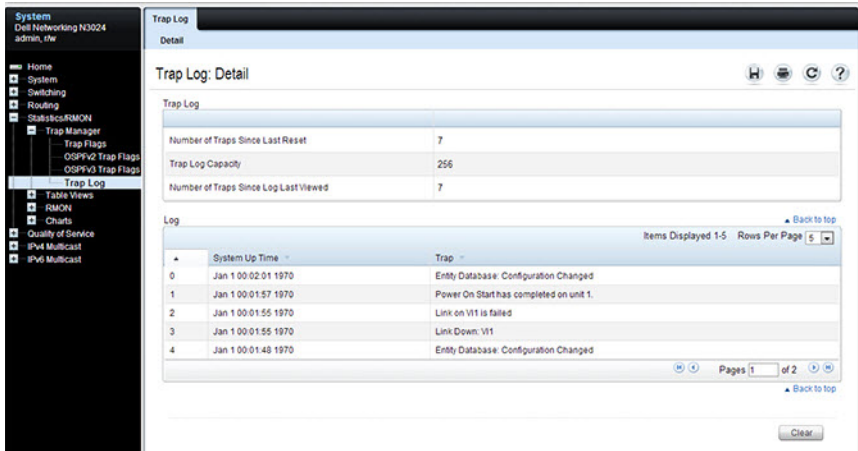 System
Dell Networking N3024
admin, r/w
Home
System
Switching
Routing
Statistics/RMON
Trap Manager
Trap Flags
OSPFv2 Trap Flags
OSPFv3 Trap Flags
Trap Log
Table Views
RMON
Charts
Quality of Service
IPv4 Multicast
IPv6 Multicast
Trap Log
Detail
Trap Log: Detail
Trap Log
Number of Traps Since Last Reset 7
Trap Log Capacity 256
Number of Traps Since Log Last Viewed 7
Log
Back to top
Items Displayed 1-5 Rows Per Page 5
System Up Time Trap
0 Jan 1 00:02:01 1970 Entity Database: Configuration Changed
1 Jan 1 00:01:57 1970 Power On Start has completed on unit 1.
2 Jan 1 00:01:55 1970 Link on Vl1 is failed
3 Jan 1 00:01:55 1970 Link Down: Vl1
4 Jan 1 00:01:48 1970 Entity Database: Configuration Changed
Pages 1 of 2
Back to top
Clear